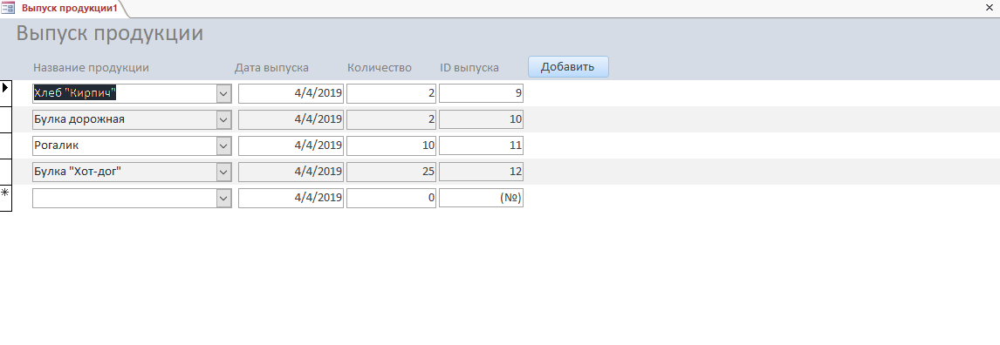 Выпуск продукции1
Выпуск продукции
Название продукции Дата выпуска Количество ID выпуска Добавить
Хлеб "Кирпич" 4/4/2019 2 9
Булка дорожная 4/4/2019 2 10
Рогалик 4/4/2019 10 11
Булка "Хот-дог" 4/4/2019 25 12
4/4/2019 0 (№)